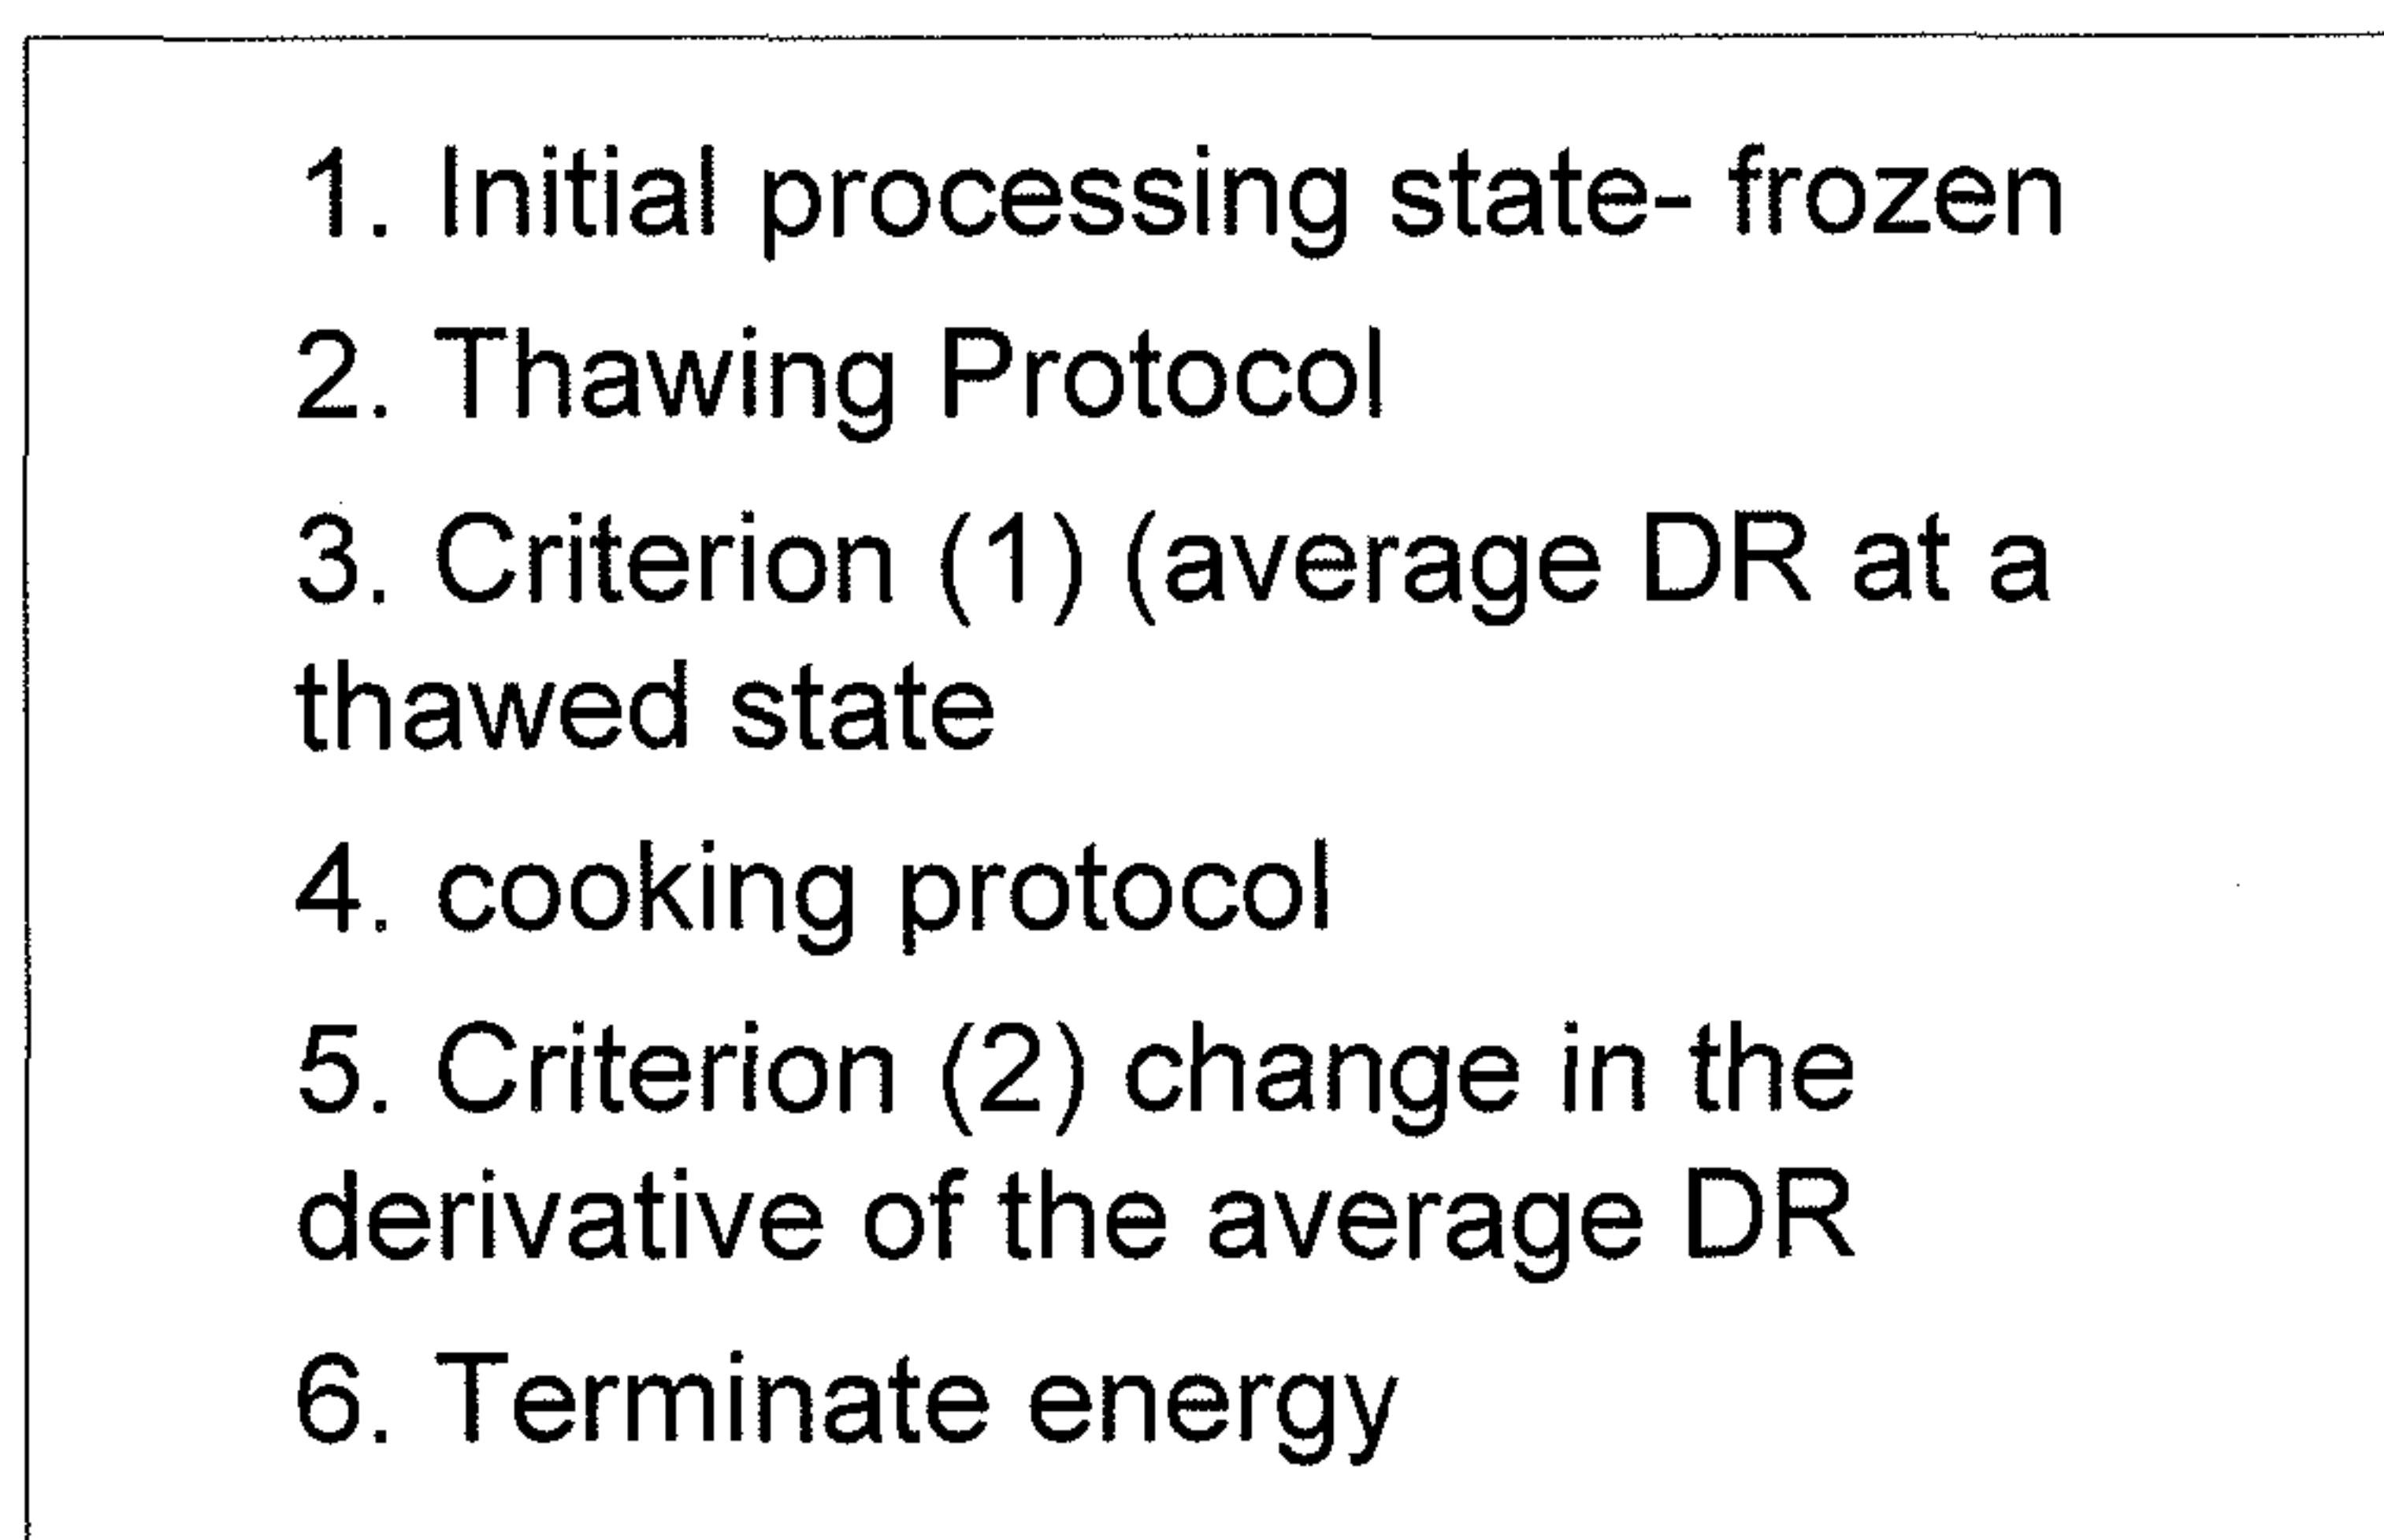 1. Initial processing state- frozen
2. Thawing Protocol
3. Criterion (1) (average DR at a
thawed state
4. cooking protocol
5. Criterion (2) change in the
derivative of the average DR
6. Terminate energy